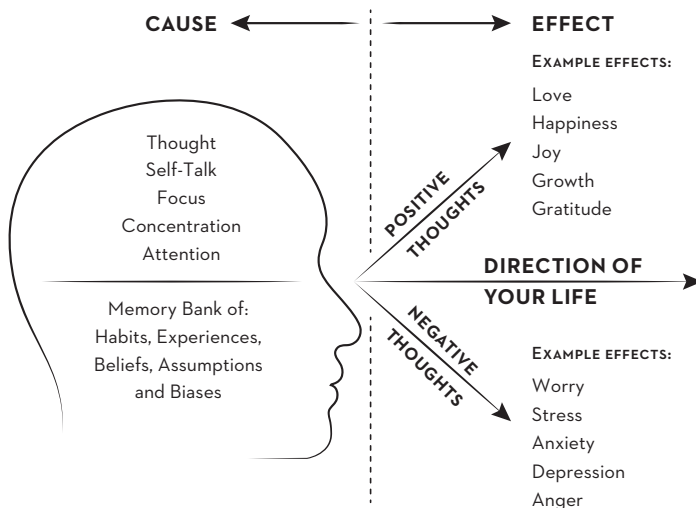 CAUSE
EFFECT
EXAMPLE EFFECTS:
Love
Happiness
Joy
Growth
Gratitude
Thought
Self-Talk
Focus
Concentration
Attention
Memory Bank of:
Habits, Experiences,
Beliefs, Assumptions
and Biases
POSITIVE
THOUGHTS
DIRECTION OF
YOUR LIFE
NEGATIVE
THOUGHTS
EXAMPLE EFFECTS:
Worry
Stress
Anxiety
Depression
Anger